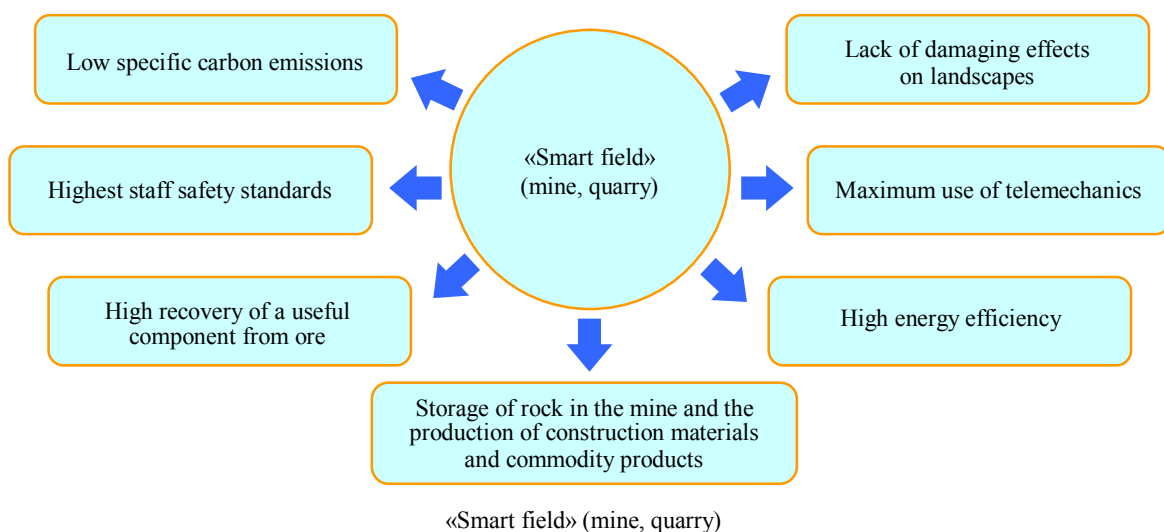 Low specific carbon emissions
Lack of damaging effects
on landscapes
«Smart field»
(mine, quarry)
Highest staff safety standards
Maximum use of telemechanics
High recovery of a useful
component from ore
High energy efficiency
Storage of rock in the mine and the
production of construction materials
and commodity products
«Smart field» (mine, quarry)